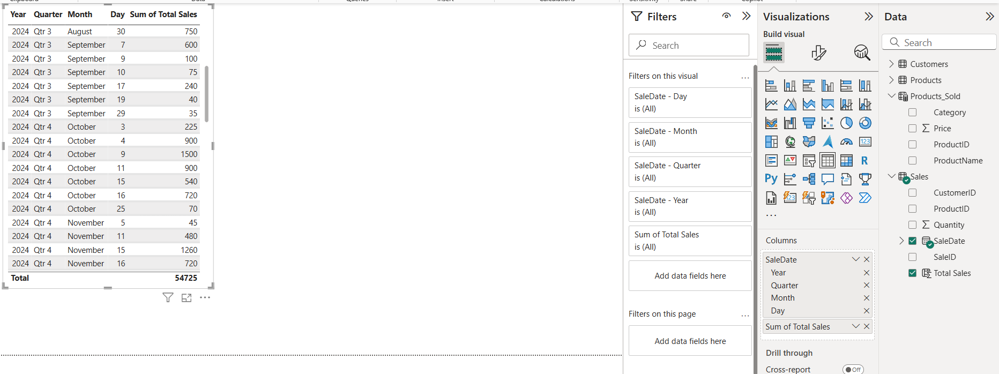 Clipboard Data Queries Insert Calculations Sensitivity Share Copilot
Year Quarter Month Day Sum of Total Sales
2024 Qtr 3 August 30 750
2024 Qtr 3 September 7 600
2024 Qtr 3 September 9 100
2024 Qtr 3 September 10 75
2024 Qtr 3 September 17 240
2024 Qtr 3 September 19 40
2024 Qtr 3 September 29 35
2024 Qtr 4 October 3 225
2024 Qtr 4 October 4 900
2024 Qtr 4 October 9 1500
2024 Qtr 4 October 11 900
2024 Qtr 4 October 15 540
2024 Qtr 4 October 16 720
2024 Qtr 4 October 25 70
2024 Qtr 4 November 5 45
2024 Qtr 4 November 11 480
2024 Qtr 4 November 15 1260
2024 Qtr 4 November 16 720
Total 54725
Filters
Search
Filters on this visual
SaleDate - Day
is (All)
SaleDate - Month
is (All)
SaleDate - Quarter
is (All)
SaleDate - Year
is (All)
Sum of Total Sales
is (All)
Add data fields here
Filters on this page
Add data fields here
Visualizations
Build visual
123
R
Py
123
Columns
SaleDate
Year
Quarter
Month
Day
Sum of Total Sales
Drill through
Cross-report Off
Data
Search
Customers
Products
Products_Sold
Category
Price
ProductID
ProductName
Sales
CustomerID
ProductID
Quantity
SaleDate
SaleID
Total Sales